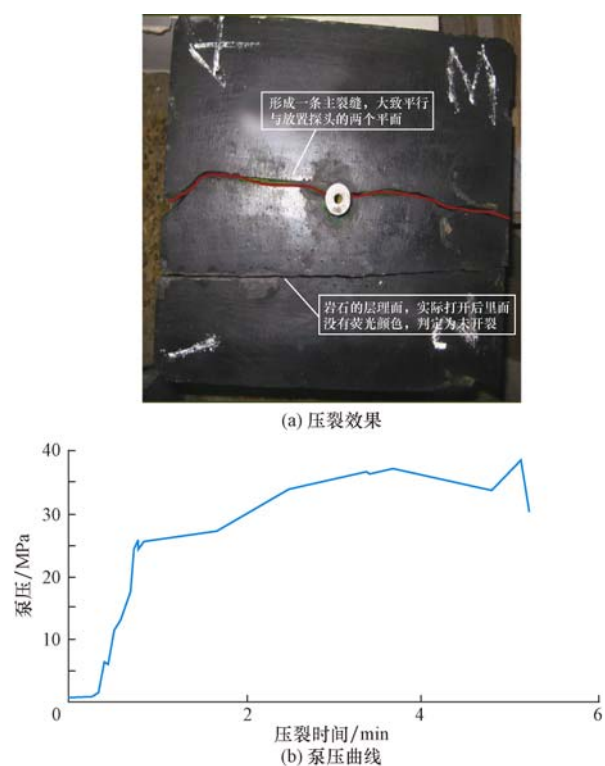 A
M
形成一条主裂缝，大致平行
与放置探头的两个平面
岩石的层理面，实际打开后里面
没有荧光颜色，判定为未开裂
(a) 压裂效果
40
30
20
10
0
2
4
6
泵压/MPa
压裂时间/min
(b) 泵压曲线